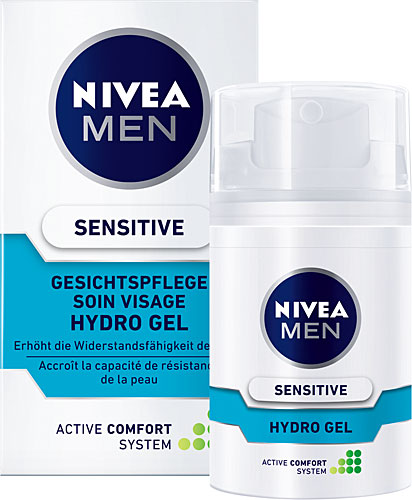 NIVEA
MEN
SENSITIVE
GESICHTSPFLEGE
SOIN VISAGE
HYDRO GEL
Erhöht die Widerstandsfähigkeit de
Accroît la capacité de résistanc
de la peau
ACTIVE COMFORT
SYSTEM
NIVEA
MEN
SENSITIVE
HYDRO GEL
ACTIVE COMFORT
SYSTEM